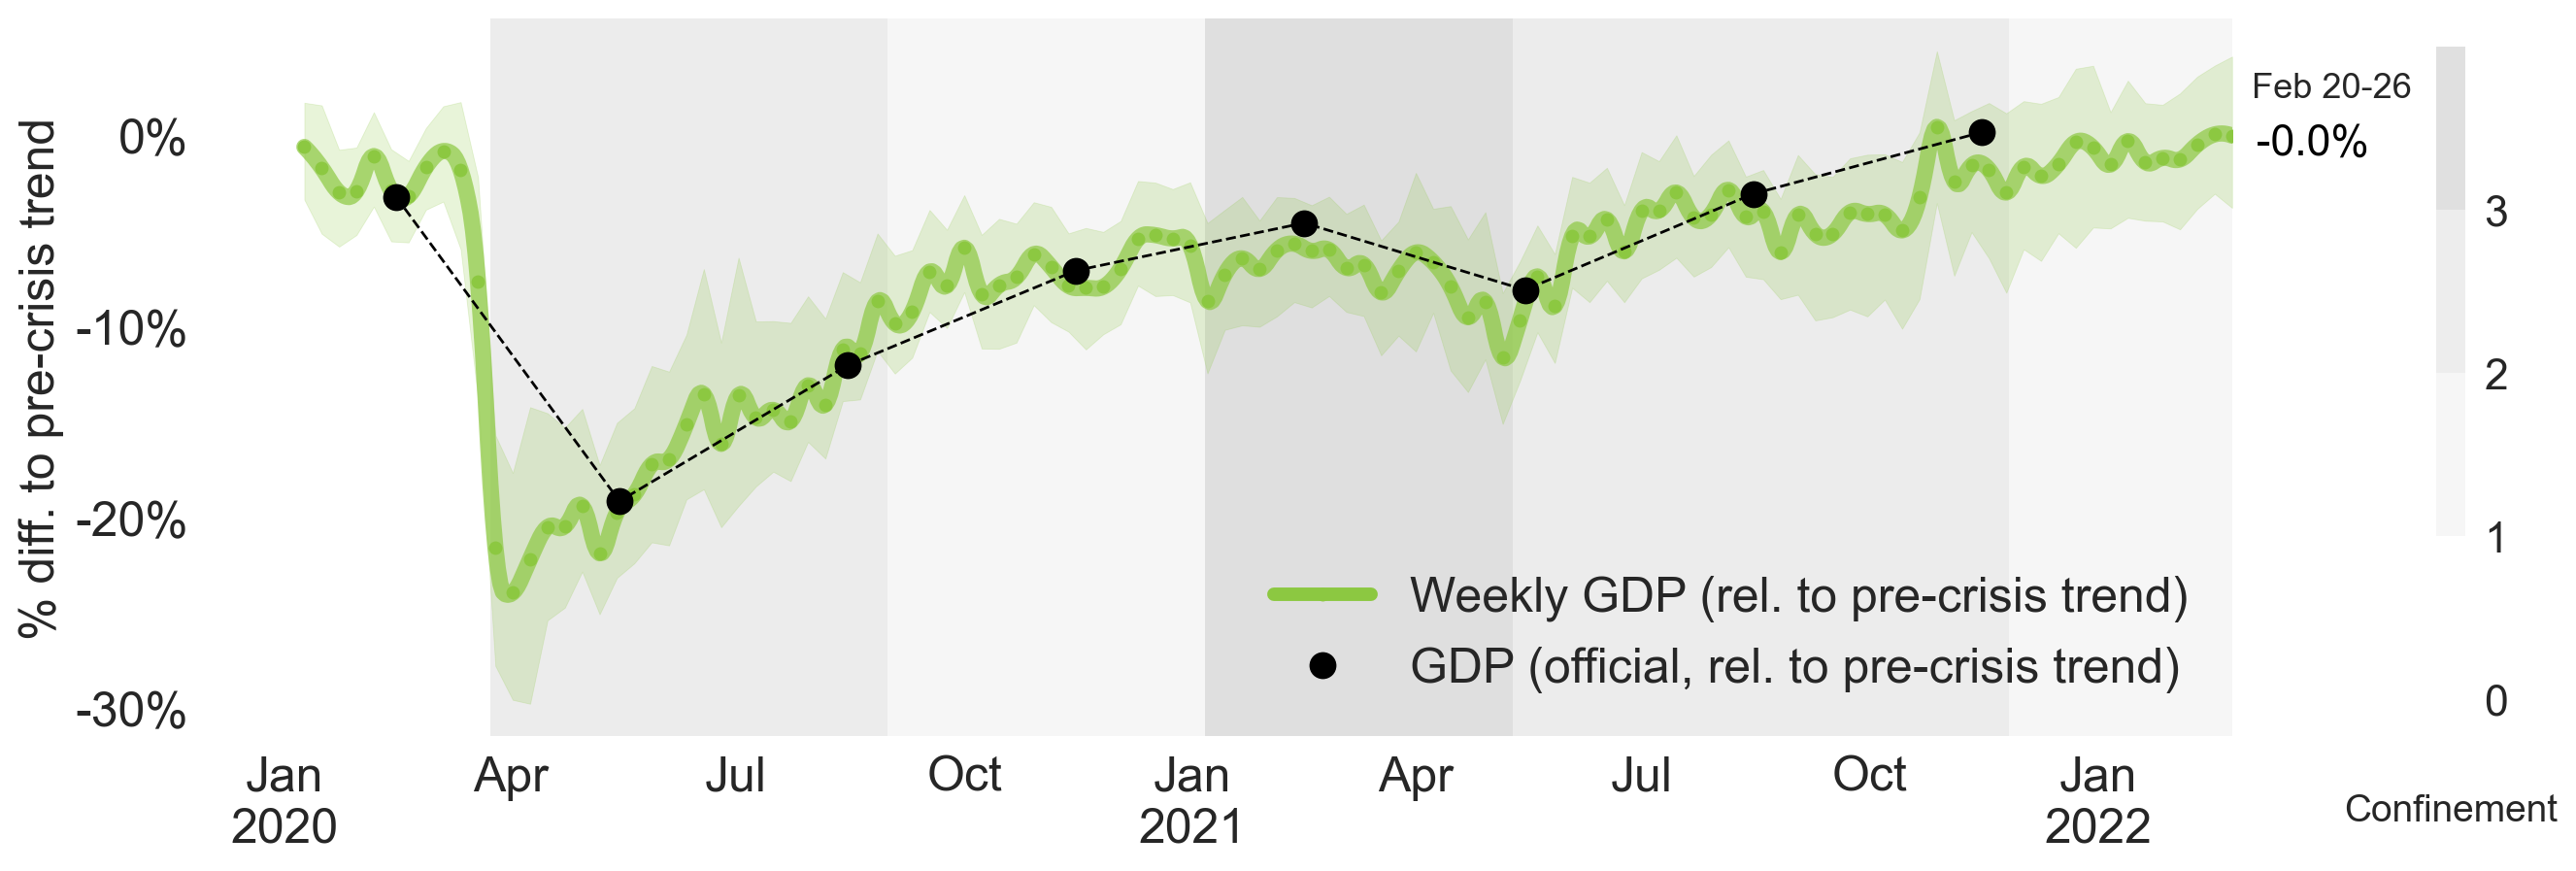 % diff. to pre-crisis trend
0%
-10%
-20%
-30%
Jan
2020
Apr
Jul
Oct
Jan
2021
Apr
Jul
Oct
Jan
2022
Weekly GDP (rel. to pre-crisis trend)
GDP (official, rel. to pre-crisis trend)
Feb 20-26
-0.0%
3
2
1
0
Confinement